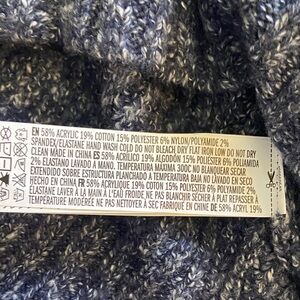 EN 58% ACRYLIC 19% COTTON 15% POLYESTER 6% NYLON/POLYAMIDE 2%
SPANDEX/ELASTANE HAND WASH COLD DO NOT BLEACH DRY FLAT IRON LOW DO NOT DRY
CLEAN MADE IN CHINA ES 58% ACRÍLICO 19% ALGODÓN 15% POLIÉSTER 6% POLIAMIDA
2% ELASTANO LAVADO A MANO. TEMPERATURA MÁXIMA 30OC NO BLANQUEAR SECAR
EXTENDIDO SOBRE ESTRUCTURA PLANCHADO A TEMPERATURA BAJA NO LAVADO EN SECO
HECHO EN CHINA FR 58% ACRYLIQUE 19% COTON 15% POLYESTER 6% POLYAMIDE 2%
ÉLASTANE LAVER À LA MAIN À L'EAU FRAÎCHE NE PAS BLANCHIR SÉCHER À PLAT REPASSER À
TEMPÉRATURE MODÉRÉE NE PAS NETTOYER À SEC FABRIQUÉ EN CHINE DE 58% ACRYL 19%